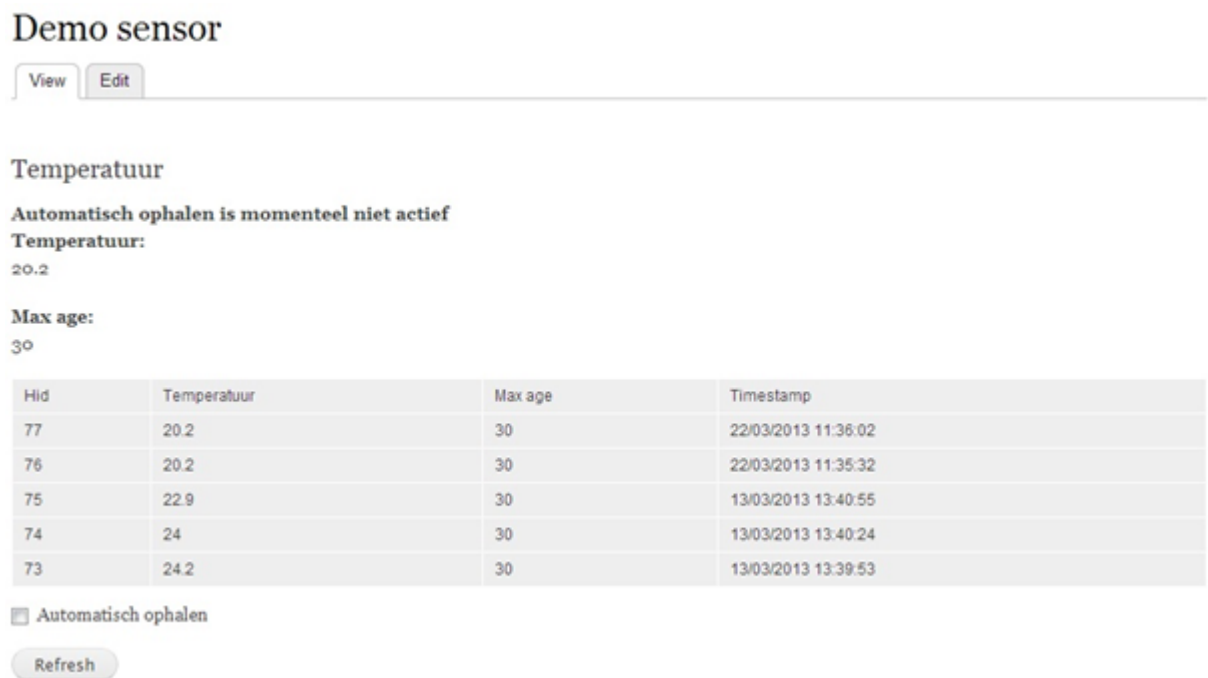 Demo sensor
View Edit
Temperatuur
Automatisch ophalen is momenteel niet actief
Temperatuur:
20.2
Max age:
30
Hid Temperatuur Max age Timestamp
77 20.2 30 22/03/2013 11:36:02
76 20.2 30 22/03/2013 11:35:32
75 22.9 30 13/03/2013 13:40:55
74 24 30 13/03/2013 13:40:24
73 24.2 30 13/03/2013 13:39:53
Automatisch ophalen
Refresh